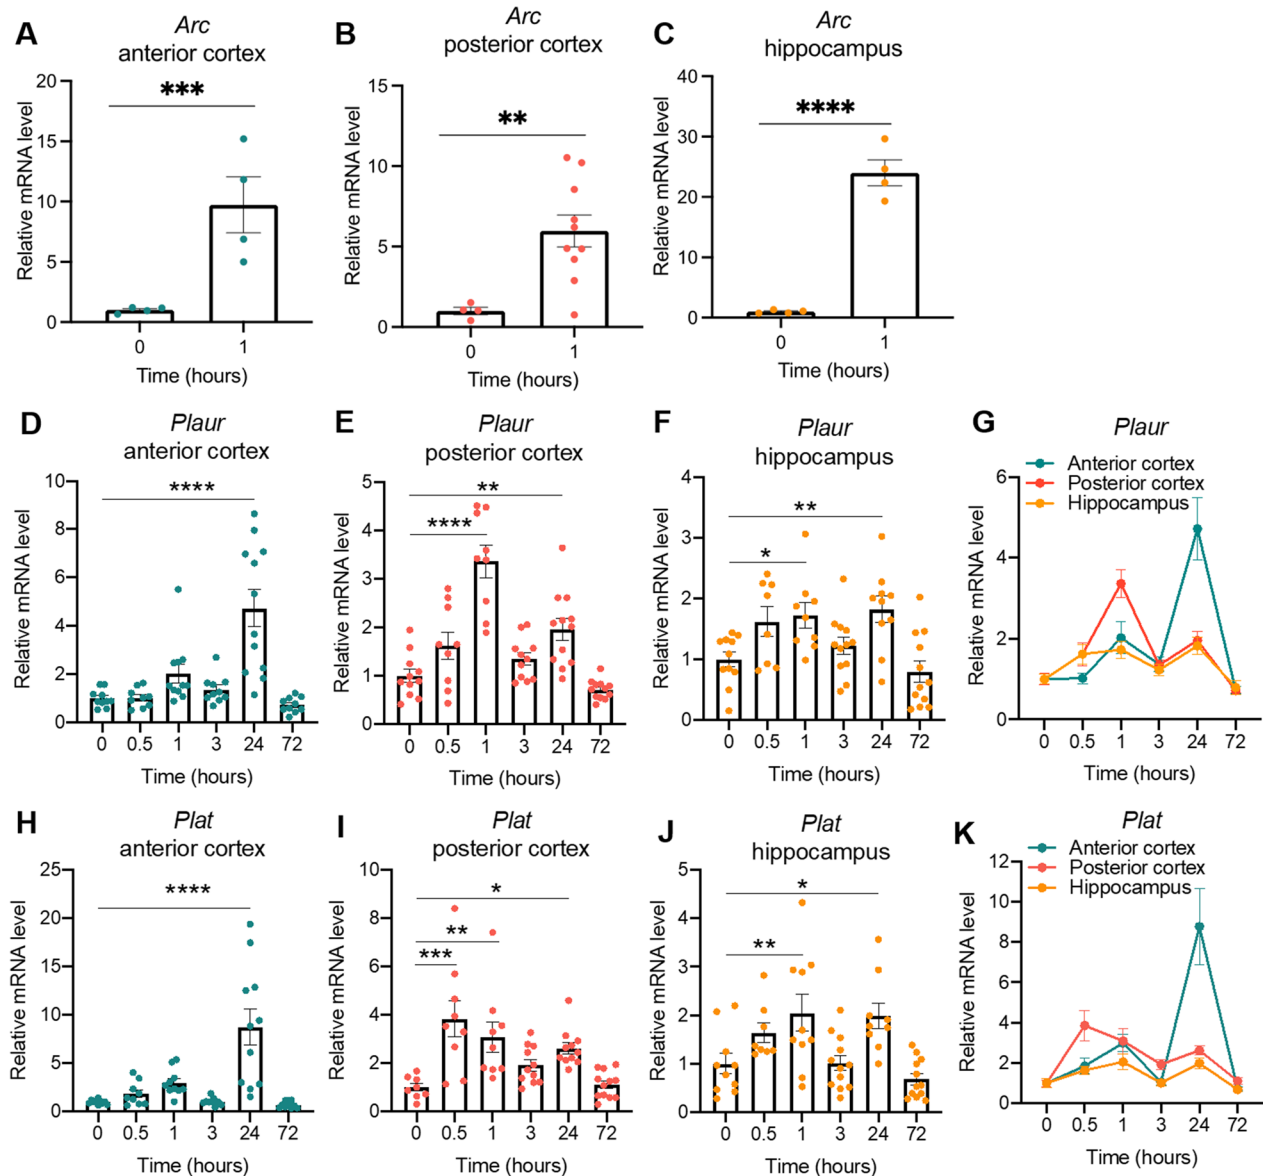 A
Arc
anterior cortex
Relative mRNA level
20
15
10
5
0
***
0 1
Time (hours)
B
Arc
posterior cortex
Relative mRNA level
15
10
5
0
**
0 1
Time (hours)
C
Arc
hippocampus
Relative mRNA level
40
30
20
10
0
****
0 1
Time (hours)
D
Plaur
anterior cortex
Relative mRNA level
10
8
6
4
2
0
****
0 0.5 1 3 24 72
Time (hours)
E
Plaur
posterior cortex
Relative mRNA level
5
4
3
2
1
0
**
****
0 0.5 1 3 24 72
Time (hours)
F
Plaur
hippocampus
Relative mRNA level
4
3
2
1
0
**
*
0 0.5 1 3 24 72
Time (hours)
G
Plaur
Anterior cortex
Posterior cortex
Hippocampus
Relative mRNA level
6
4
2
0
0 0.5 1 3 24 72
Time (hours)
H
Plat
anterior cortex
Relative mRNA level
25
20
15
10
5
0
****
0 0.5 1 3 24 72
Time (hours)
I
Plat
posterior cortex
Relative mRNA level
10
8
6
4
2
0
*
**
***
0 0.5 1 3 24 72
Time (hours)
J
Plat
hippocampus
Relative mRNA level
5
4
3
2
1
0
*
**
0 0.5 1 3 24 72
Time (hours)
K
Plat
Anterior cortex
Posterior cortex
Hippocampus
Relative mRNA level
12
10
8
6
4
2
0
0 0.5 1 3 24 72
Time (hours)